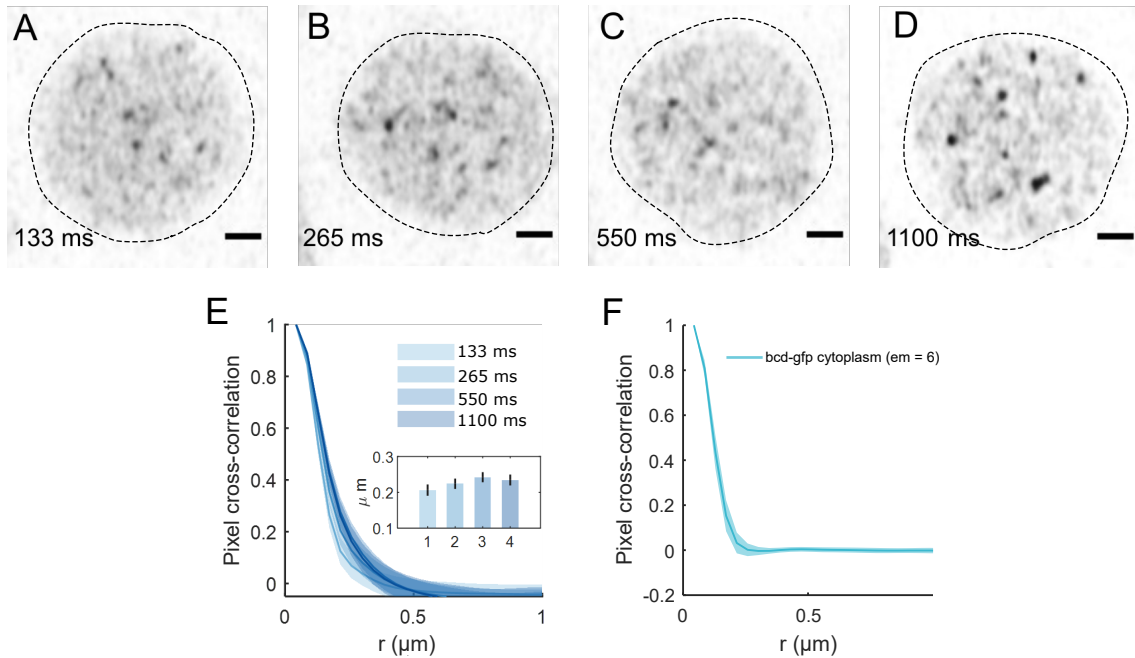 A
B
C
D
133 ms
265 ms
550 ms
1100 ms
E
F
1
0.8
0.6
0.4
0.2
0
Pixel cross-correlation
133 ms
265 ms
550 ms
1100 ms
0.3
0.2
0.1
μ m
1
2
3
4
0
0.5
1
r (μm)
1
0.8
0.6
0.4
0.2
0
-0.2
Pixel cross-correlation
bcd-gfp cytoplasm (em = 6)
0
0.5
r (μm)